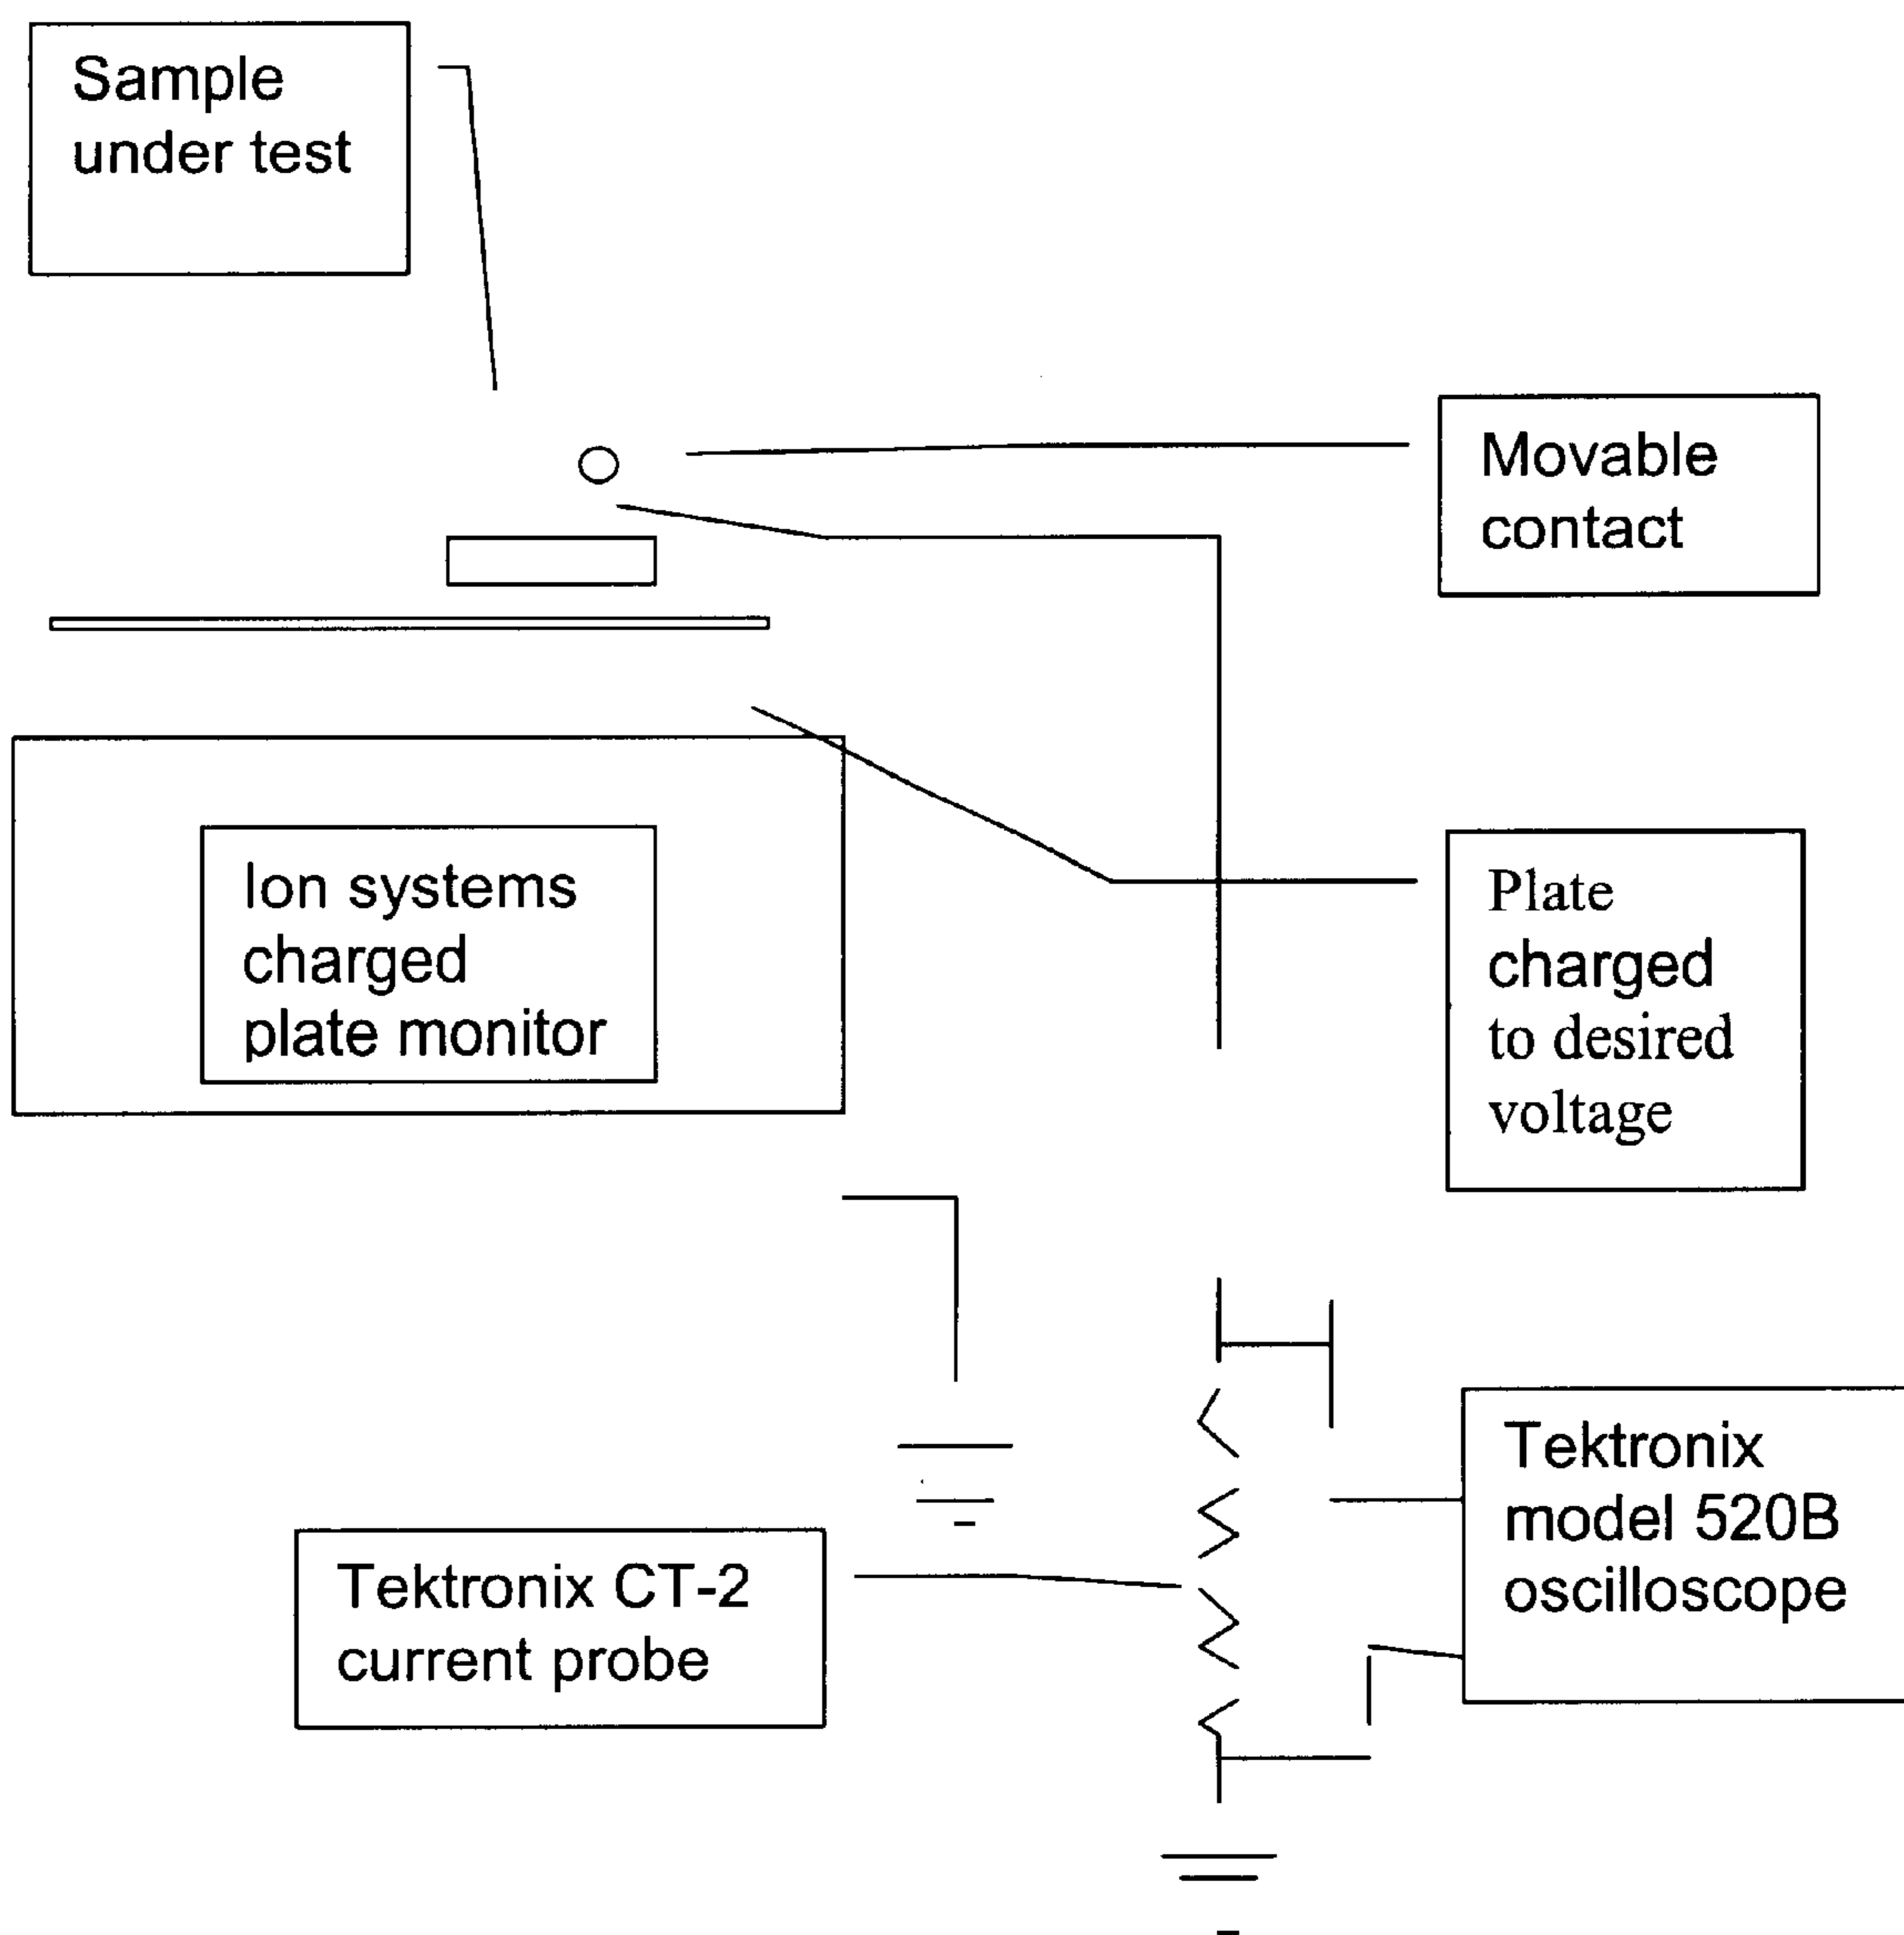 Sample
under test
Movable
contact
Ion systems
charged
plate monitor
Plate
charged
to desired
voltage
Tektronix
model 520B
oscilloscope
Tektronix CT-2
current probe